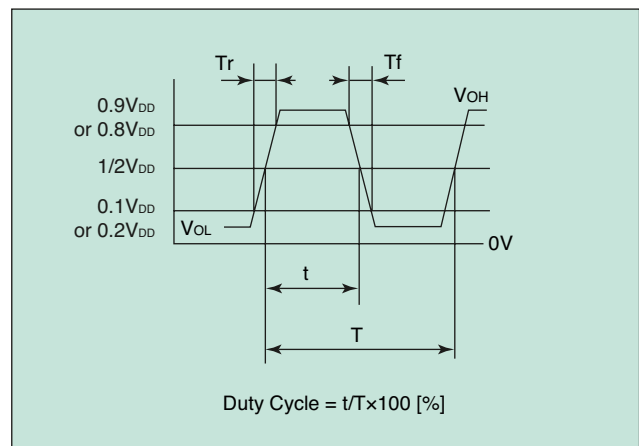 Tr
Tf
0.9VDD
or 0.8VDD
VOH
1/2VDD
0.1VDD
or 0.2VDD
VOL
0V
t
T
Duty Cycle = t/T×100 [%]